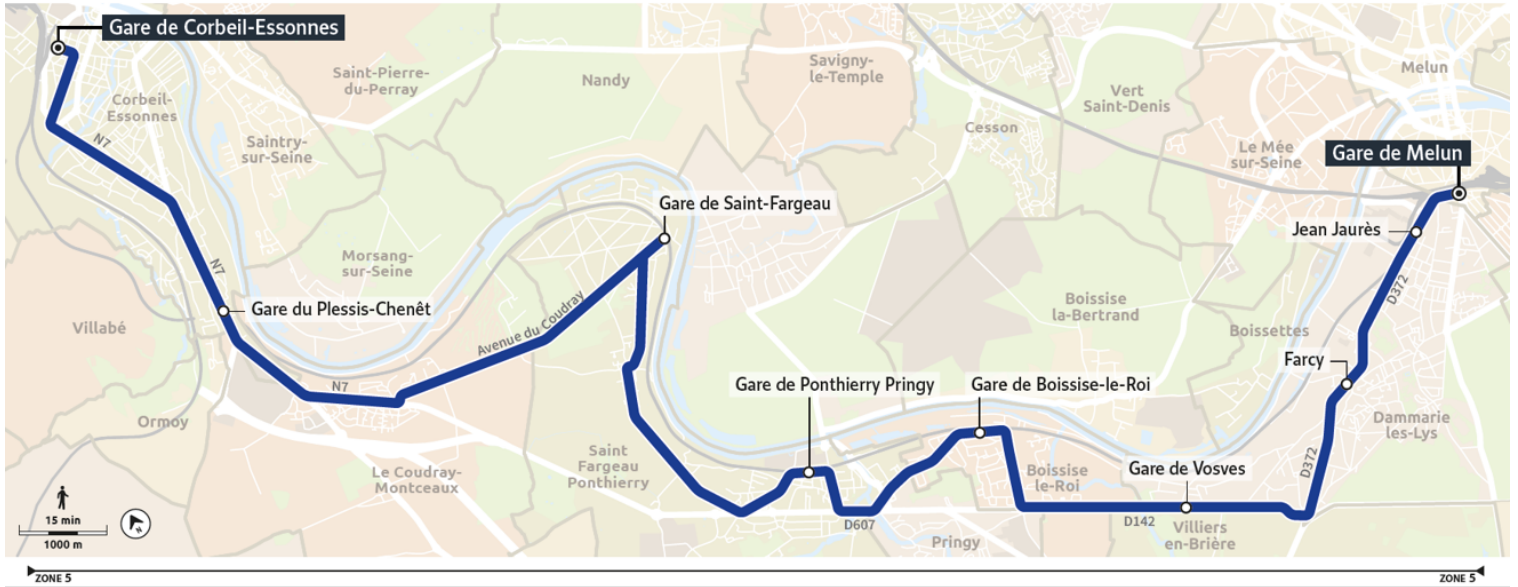 Gare de Corbeil-Essonnes
Saint-Pierre-
du-Perray
Nandy
Savigny-
le-Temple
Melun
Corbeil-
Essonnes
Vert
Saint-Denis
N7
Saintry-
sur-Seine
Cesson
Le Mée
sur-Seine
Gare de Melun
Gare de Saint-Fargeau
Jean Jaurès
N7
Morsang-
sur-Seine
D372
Gare du Plessis-Chenêt
Boissise
la-Bertrand
Villabé
Avenue du Coudray
Boissettes
Farcy
N7
Gare de Ponthierry Pringy
Gare de Boissise-le-Roi
Ormoy
Dammarie
les-Lys
Saint
Fargeau
Ponthierry
Le Coudray-
Montceaux
Boissise
le-Roi
Gare de Vosves
D372
15 min
1000 m
D607
D142
Villiers
en-Brière
Pringy
ZONE 5
ZONE 5